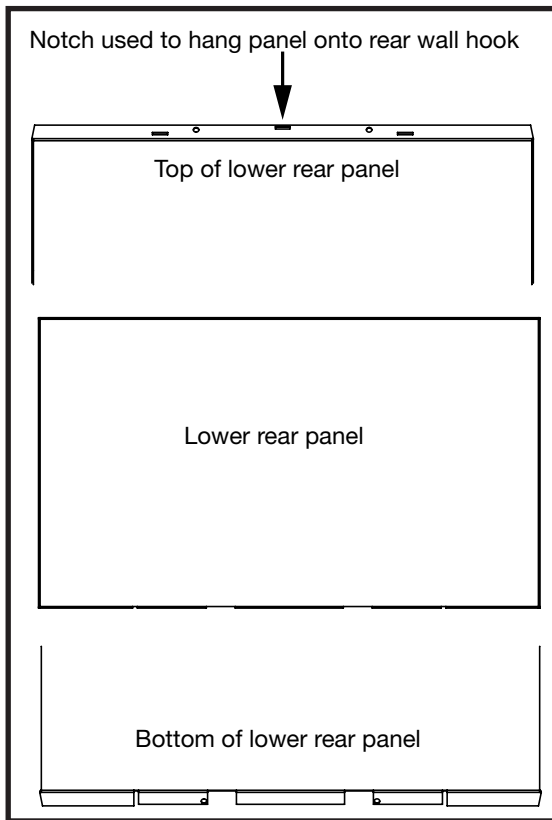 Notch used to hang panel onto rear wall hook
Top of lower rear panel
Lower rear panel
Bottom of lower rear panel